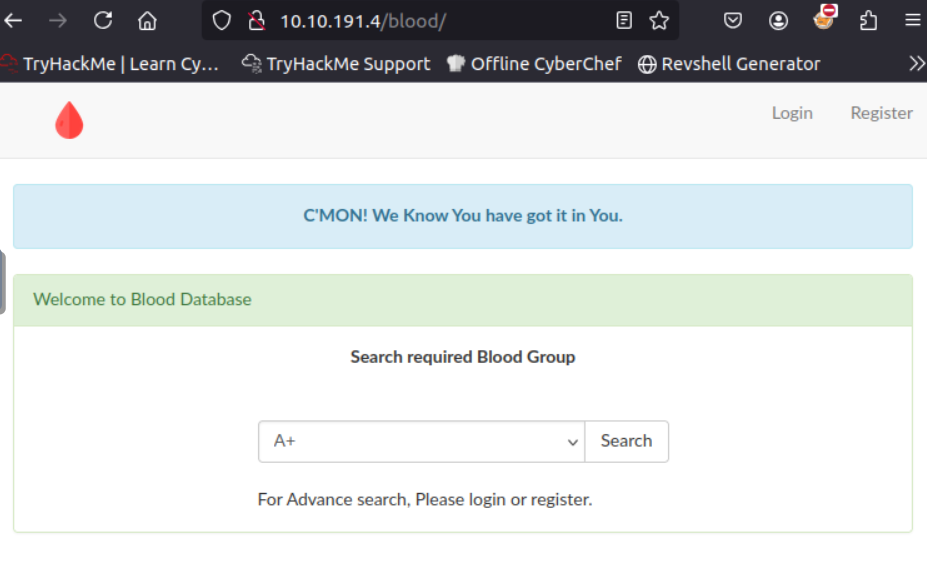 10.10.191.4/blood/
TryHackMe | Learn Cy... TryHackMe Support Offline CyberChef Revshell Generator
Login Register
C'MON! We Know You have got it in You.
Welcome to Blood Database
Search required Blood Group
A+ Search
For Advance search, Please login or register.